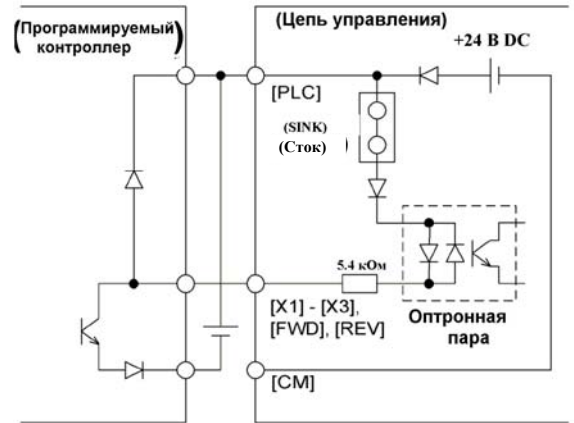 (Программируемый
контроллер)
(Цепь управления)
+24 В DC
[PLC]
(SINK)
(Сток)
5.4 кОм
[X1] - [X3],
[FWD], [REV]
Оптронная
пара
[CM]